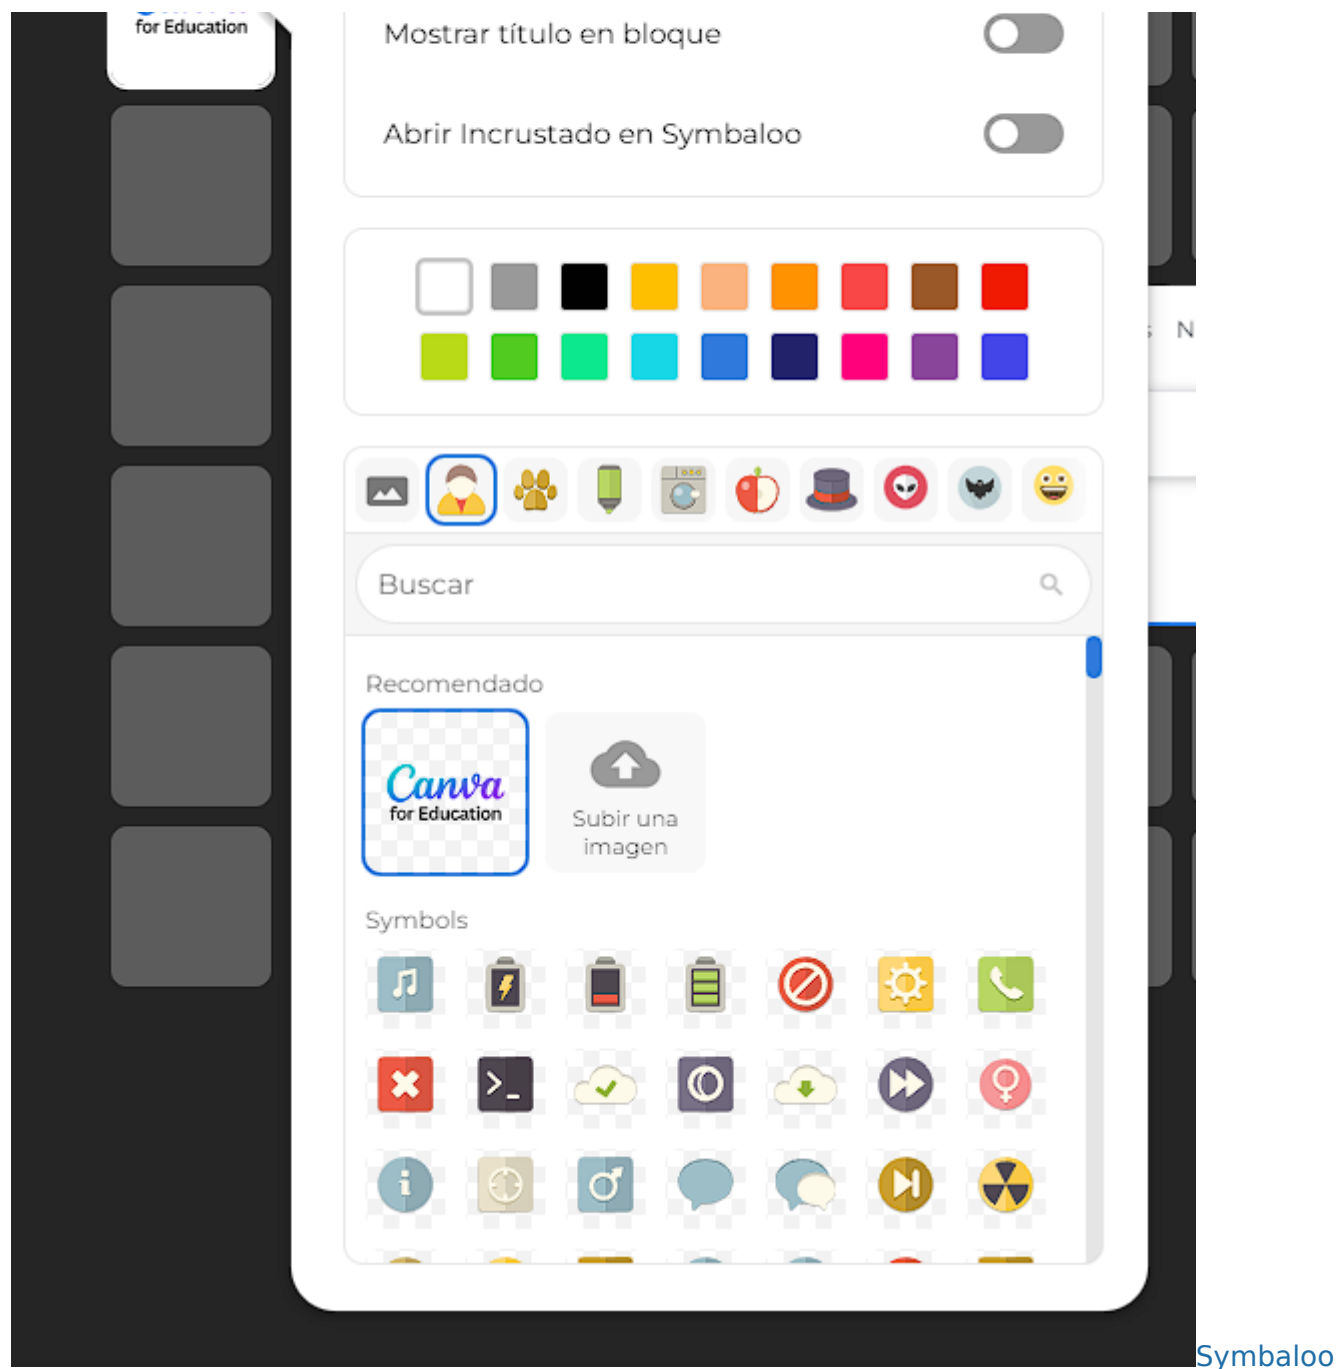 for Education
Mostrar título en bloque
Abrir Incrustado en Symbaloo
N
Buscar
Recomendado
Canva
for Education
Subir una
imagen
Symbols
Symbaloo